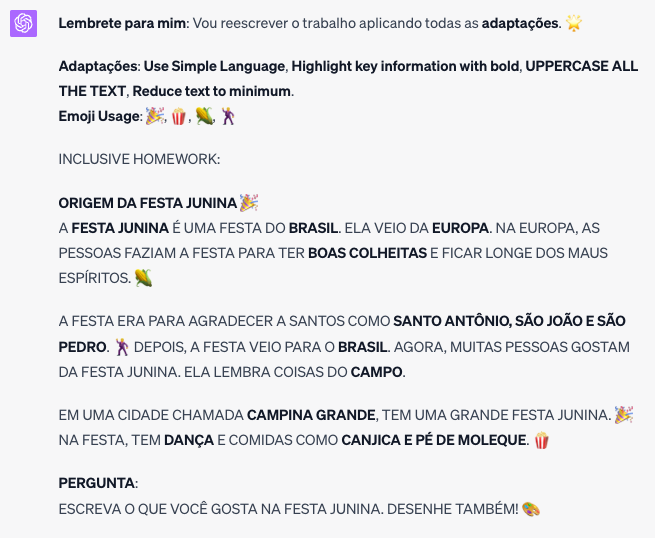 Lembrete para mim: Vou reescrever o trabalho aplicando todas as adaptações. 🌟
Adaptações: Use Simple Language, Highlight key information with bold, UPPERCASE ALL
THE TEXT, Reduce text to minimum.
Emoji Usage: 🎉, 🍿, 🌽, 🕺
INCLUSIVE HOMEWORK:
ORIGEM DA FESTA JUNINA 🎉
A FESTA JUNINA É UMA FESTA DO BRASIL. ELA VEIO DA EUROPA. NA EUROPA, AS
PESSOAS FAZIAM A FESTA PARA TER BOAS COLHEITAS E FICAR LONGE DOS MAUS
ESPÍRITOS. 🌽
A FESTA ERA PARA AGRADECER A SANTOS COMO SANTO ANTÔNIO, SÃO JOÃO E SÃO
PEDRO. 🕺 DEPOIS, A FESTA VEIO PARA O BRASIL. AGORA, MUITAS PESSOAS GOSTAM
DA FESTA JUNINA. ELA LEMBRA COISAS DO CAMPO.
EM UMA CIDADE CHAMADA CAMPINA GRANDE, TEM UMA GRANDE FESTA JUNINA. 🎉
NA FESTA, TEM DANÇA E COMIDAS COMO CANJICA E PÉ DE MOLEQUE. 🍿
PERGUNTA:
ESCREVA O QUE VOCÊ GOSTA NA FESTA JUNINA. DESENHE TAMBÉM! 🎨